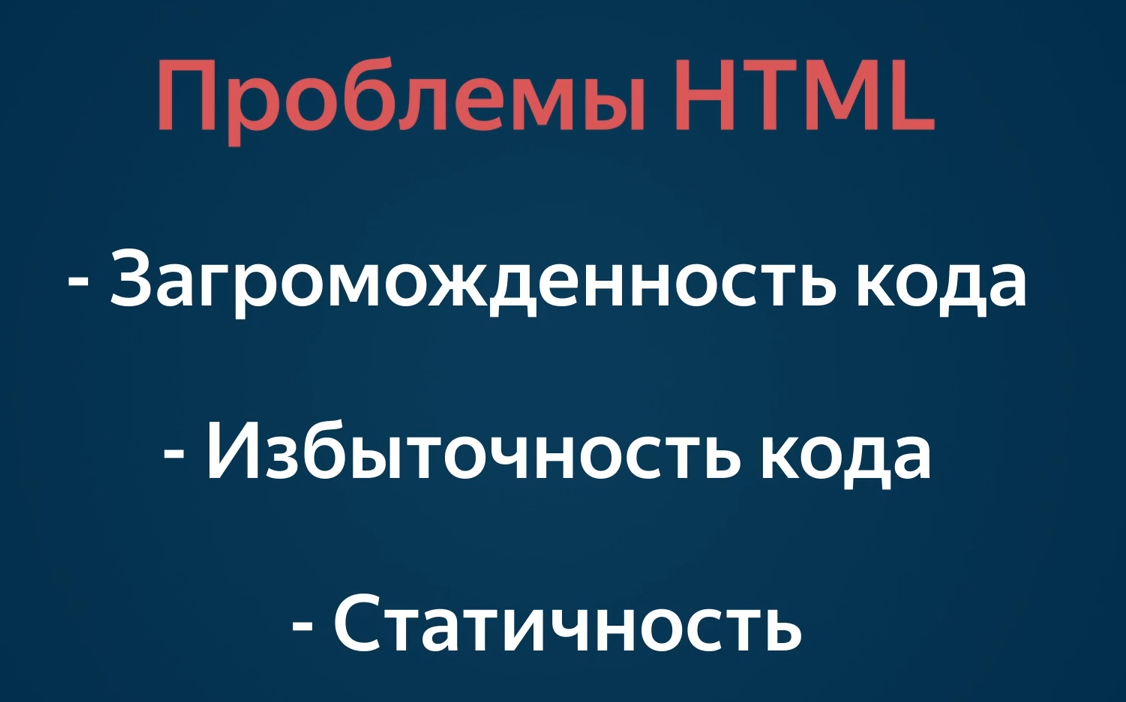 Проблемы HTML
- Загроможденность кода
- Избыточность кода
- Статичность